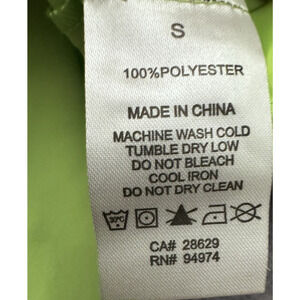 S
100%POLYESTER
MADE IN CHINA
MACHINE WASH COLD
TUMBLE DRY LOW
DO NOT BLEACH
COOL IRON
DO NOT DRY CLEAN
30°C
CA# 28629
RN# 94974